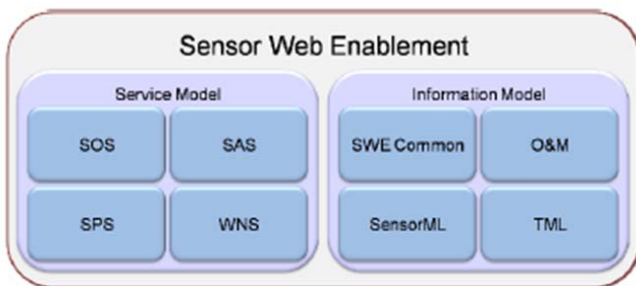 Sensor Web Enablement
Service Model
SOS SAS
SPS WNS
Information Model
SWE Common O&M
SensorML TML